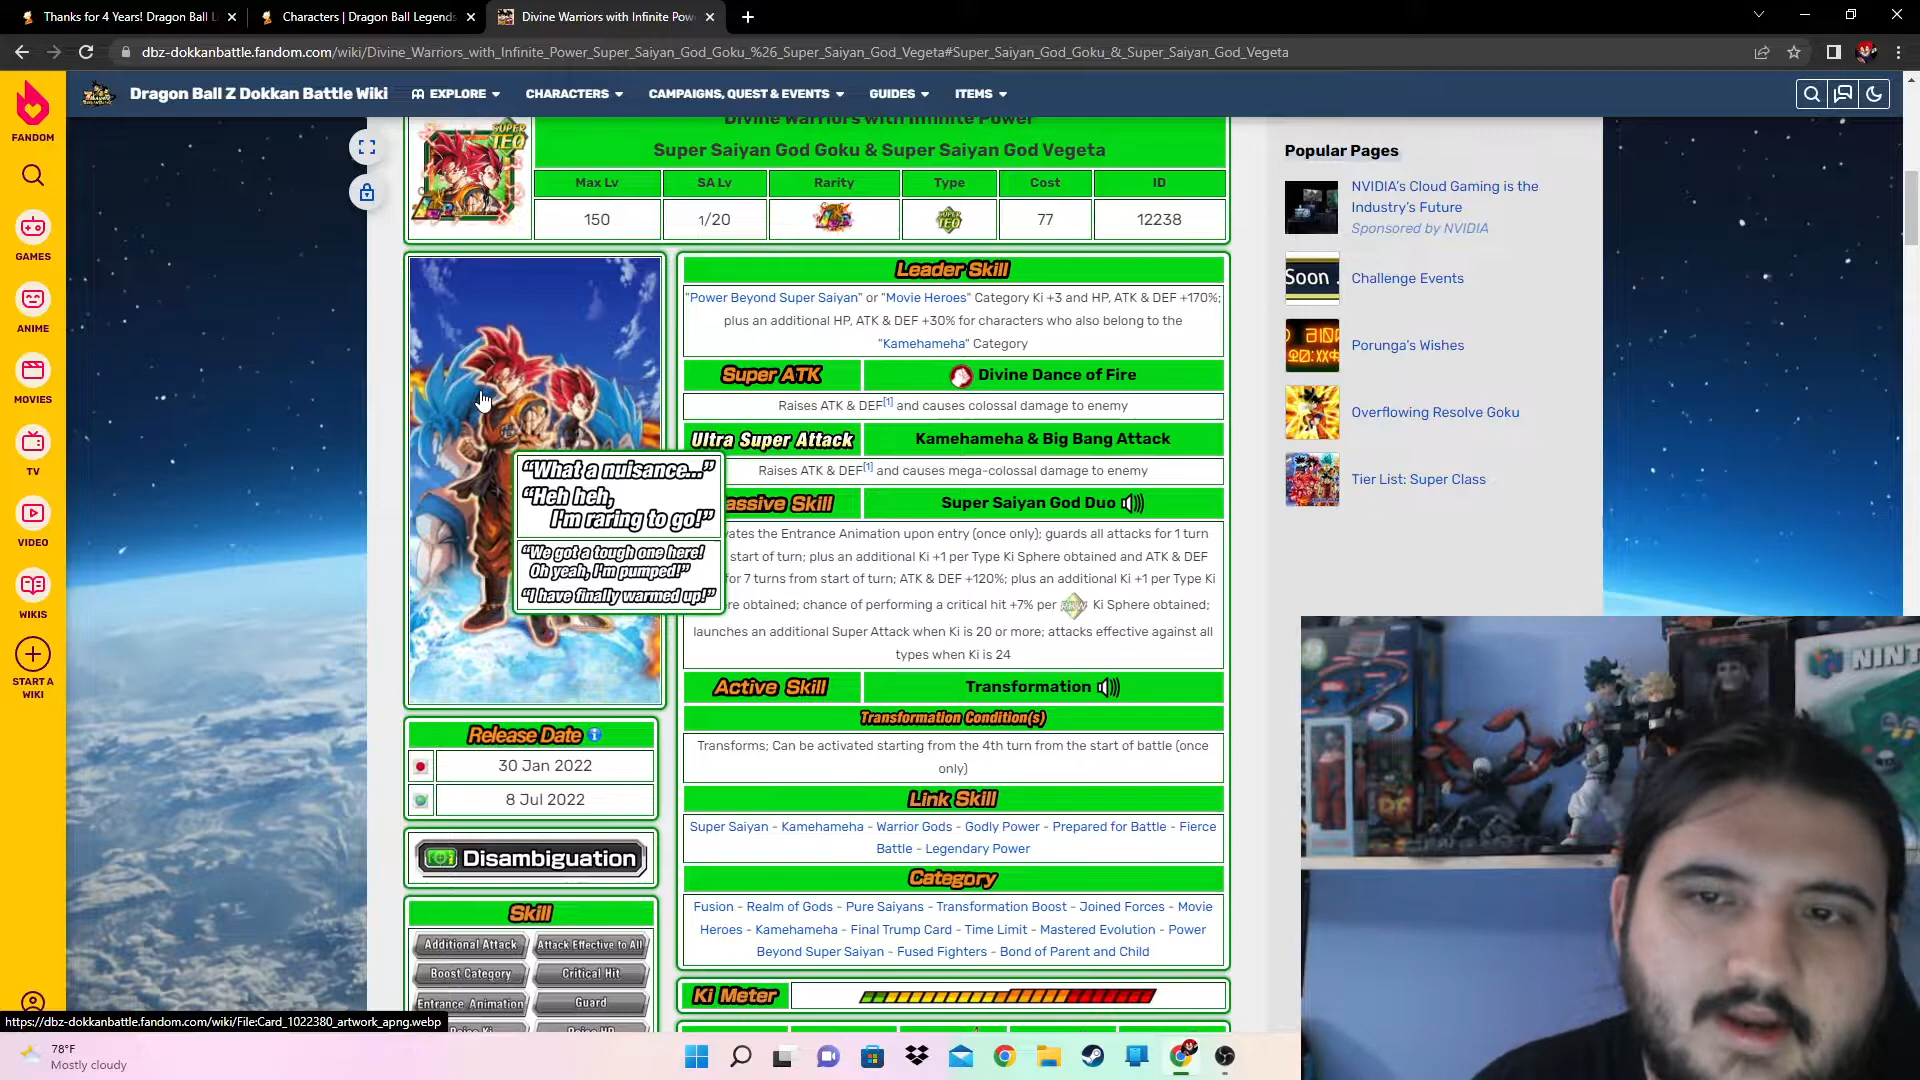 Thanks for 4 Years! Dragon Ball L
Characters | Dragon Ball Legends
Divine Warriors with Infinite Pow
dbz-dokkanbattle.fandom.com/wiki/Divine_Warriors_with_Infinite_Power_Super_Saiyan_God_Goku_%26_Super_Saiyan_God_Vegeta#Super_Saiyan_God_Goku_&_Super_Saiyan_God_Vegeta
Dragon Ball Z Dokkan Battle Wiki
EXPLORE
CHARACTERS
CAMPAIGNS, QUEST & EVENTS
GUIDES
ITEMS
FANDOM
GAMES
ANIME
MOVIES
TV
VIDEO
WIKIS
START A
WIKI
Divine Warriors with Infinite Power
SUPER
TEQ
Super Saiyan God Goku & Super Saiyan God Vegeta
Max Lv
SA Lv
Rarity
Type
Cost
ID
150
1/20
LR
SUPER
TEQ
77
12238
Leader Skill
"Power Beyond Super Saiyan" or "Movie Heroes" Category Ki +3 and HP, ATK & DEF +170%;
plus an additional HP, ATK & DEF +30% for characters who also belong to the
"Kamehameha" Category
Super ATK
Divine Dance of Fire
Raises ATK & DEF[1] and causes colossal damage to enemy
Ultra Super Attack
Kamehameha & Big Bang Attack
Raises ATK & DEF[1] and causes mega-colossal damage to enemy
assive Skill
Super Saiyan God Duo
vates the Entrance Animation upon entry (once only); guards all attacks for 1 turn
start of turn; plus an additional Ki +1 per Type Ki Sphere obtained and ATK & DEF
for 7 turns from start of turn; ATK & DEF +120%; plus an additional Ki +1 per Type Ki
re obtained; chance of performing a critical hit +7% per Ki Sphere obtained;
launches an additional Super Attack when Ki is 20 or more; attacks effective against all
types when Ki is 24
Active Skill
Transformation
Transformation Condition(s)
Transforms; Can be activated starting from the 4th turn from the start of battle (once
only)
Link Skill
Super Saiyan - Kamehameha - Warrior Gods - Godly Power - Prepared for Battle - Fierce
Battle - Legendary Power
Category
Fusion - Realm of Gods - Pure Saiyans - Transformation Boost - Joined Forces - Movie
Heroes - Kamehameha - Final Trump Card - Time Limit - Mastered Evolution - Power
Beyond Super Saiyan - Fused Fighters - Bond of Parent and Child
Ki Meter
"What a nuisance..."
"Heh heh,
I'm raring to go!"
"We got a tough one here!
Oh yeah, I'm pumped!"
"I have finally warmed up!"
Release Date
30 Jan 2022
8 Jul 2022
Disambiguation
Skill
Additional Attack
Attack Effective to All
Boost Category
Critical Hit
Entrance Animation
Guard
Popular Pages
NVIDIA's Cloud Gaming is the
Industry's Future
Sponsored by NVIDIA
Soon
Challenge Events
Porunga's Wishes
Overflowing Resolve Goku
Tier List: Super Class
NINT
https://dbz-dokkanbattle.fandom.com/wiki/File:Card_1022380_artwork_apng.webp
78°F
Mostly cloudy